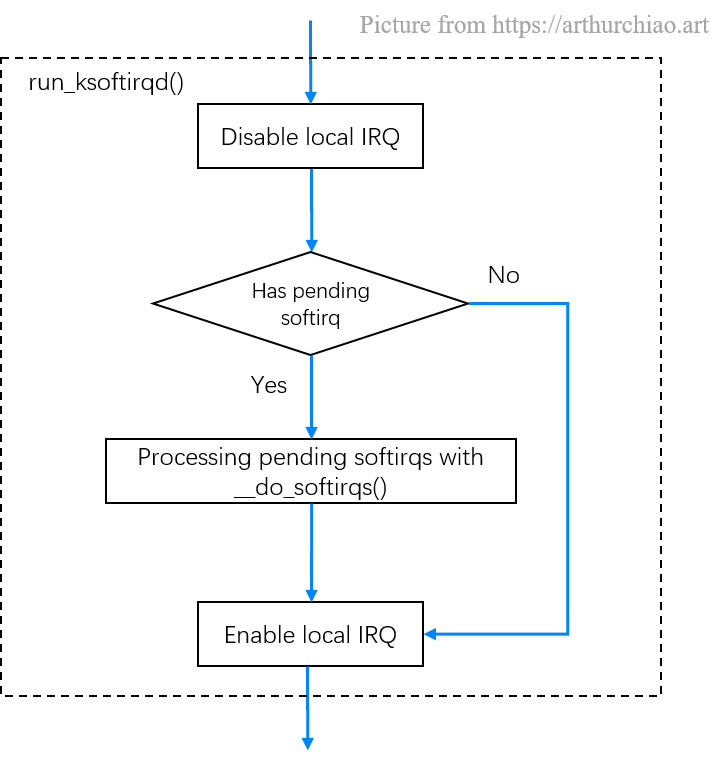 Picture from https://arthurchiao.art
run_ksoftirqd()
Disable local IRQ
Has pending
softirq
No
Yes
Processing pending softirqs with
__do_softirqs()
Enable local IRQ